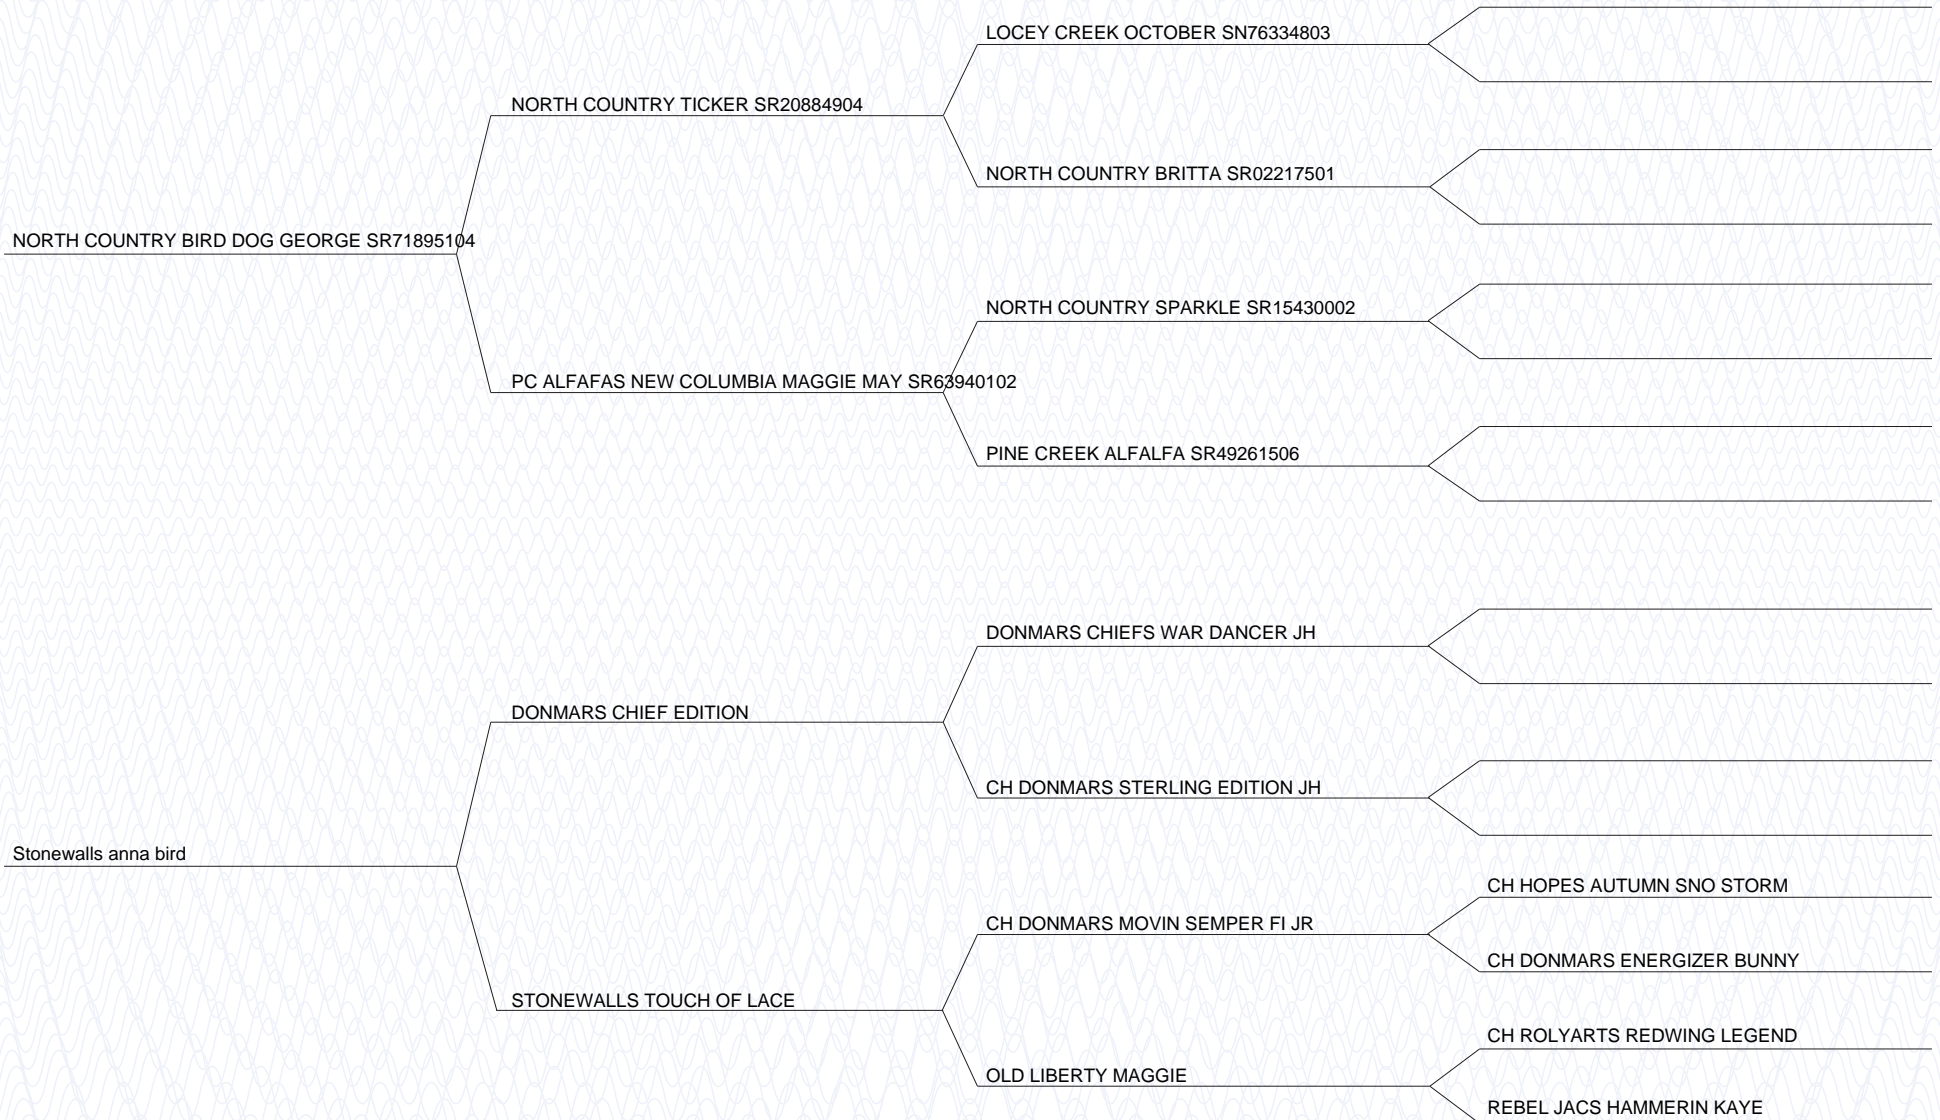 LOCEY CREEK OCTOBER SN76334803
NORTH COUNTRY TICKER SR20884904
NORTH COUNTRY BRITTA SR02217501
NORTH COUNTRY BIRD DOG GEORGE SR71895104
NORTH COUNTRY SPARKLE SR15430002
PC ALFAFAS NEW COLUMBIA MAGGIE MAY SR63940102
PINE CREEK ALFALFA SR49261506
DONMARS CHIEFS WAR DANCER JH
DONMARS CHIEF EDITION
CH DONMARS STERLING EDITION JH
Stonewalls anna bird
CH HOPES AUTUMN SNO STORM
CH DONMARS MOVIN SEMPER FI JR
CH DONMARS ENERGIZER BUNNY
STONEWALLS TOUCH OF LACE
CH ROLYARTS REDWING LEGEND
OLD LIBERTY MAGGIE
REBEL JACS HAMMERIN KAYE